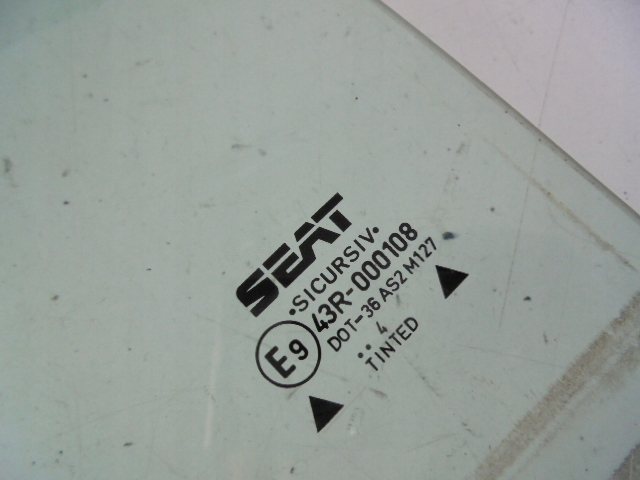 SEAT
•SICURSIV•
E9 43R-000108
DOT-36 AS2 M127
•• 4
TINTED